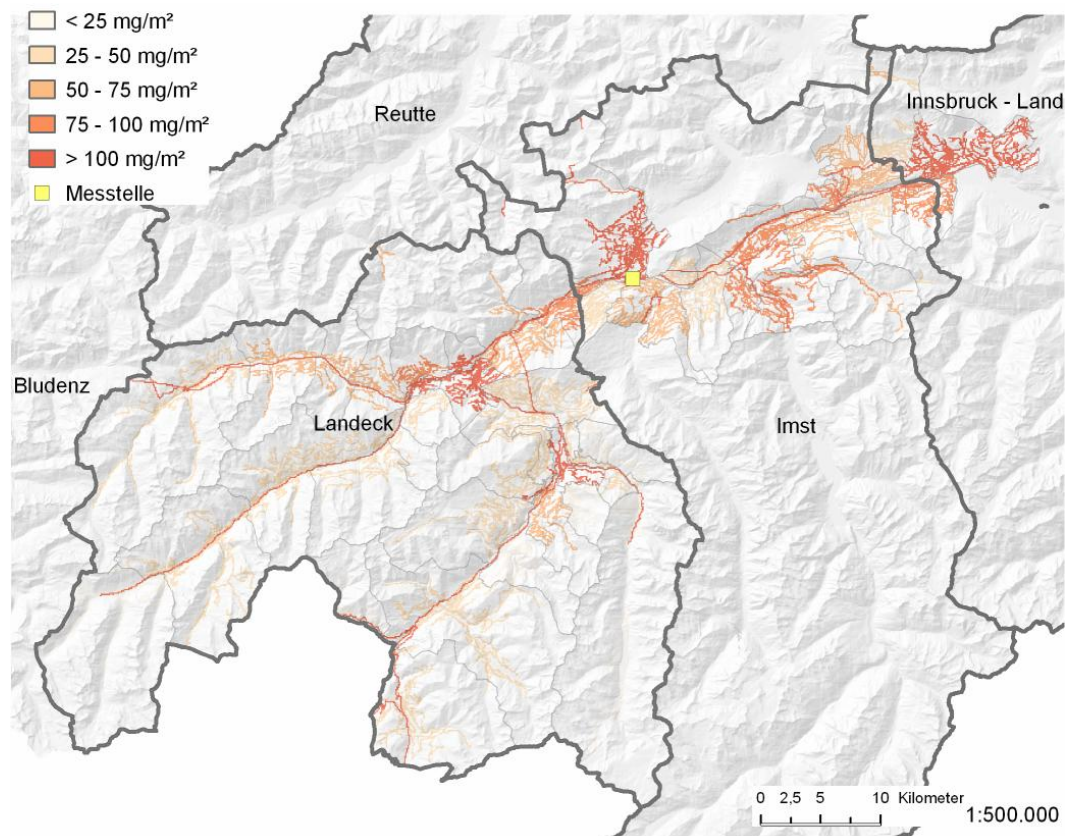 < 25 mg/m²
25 - 50 mg/m²
50 - 75 mg/m²
75 - 100 mg/m²
> 100 mg/m²
Messtelle
Reutte
Innsbruck - Land
Bludenz
Landeck
Imst
0 2,5 5 10 Kilometer
1:500.000